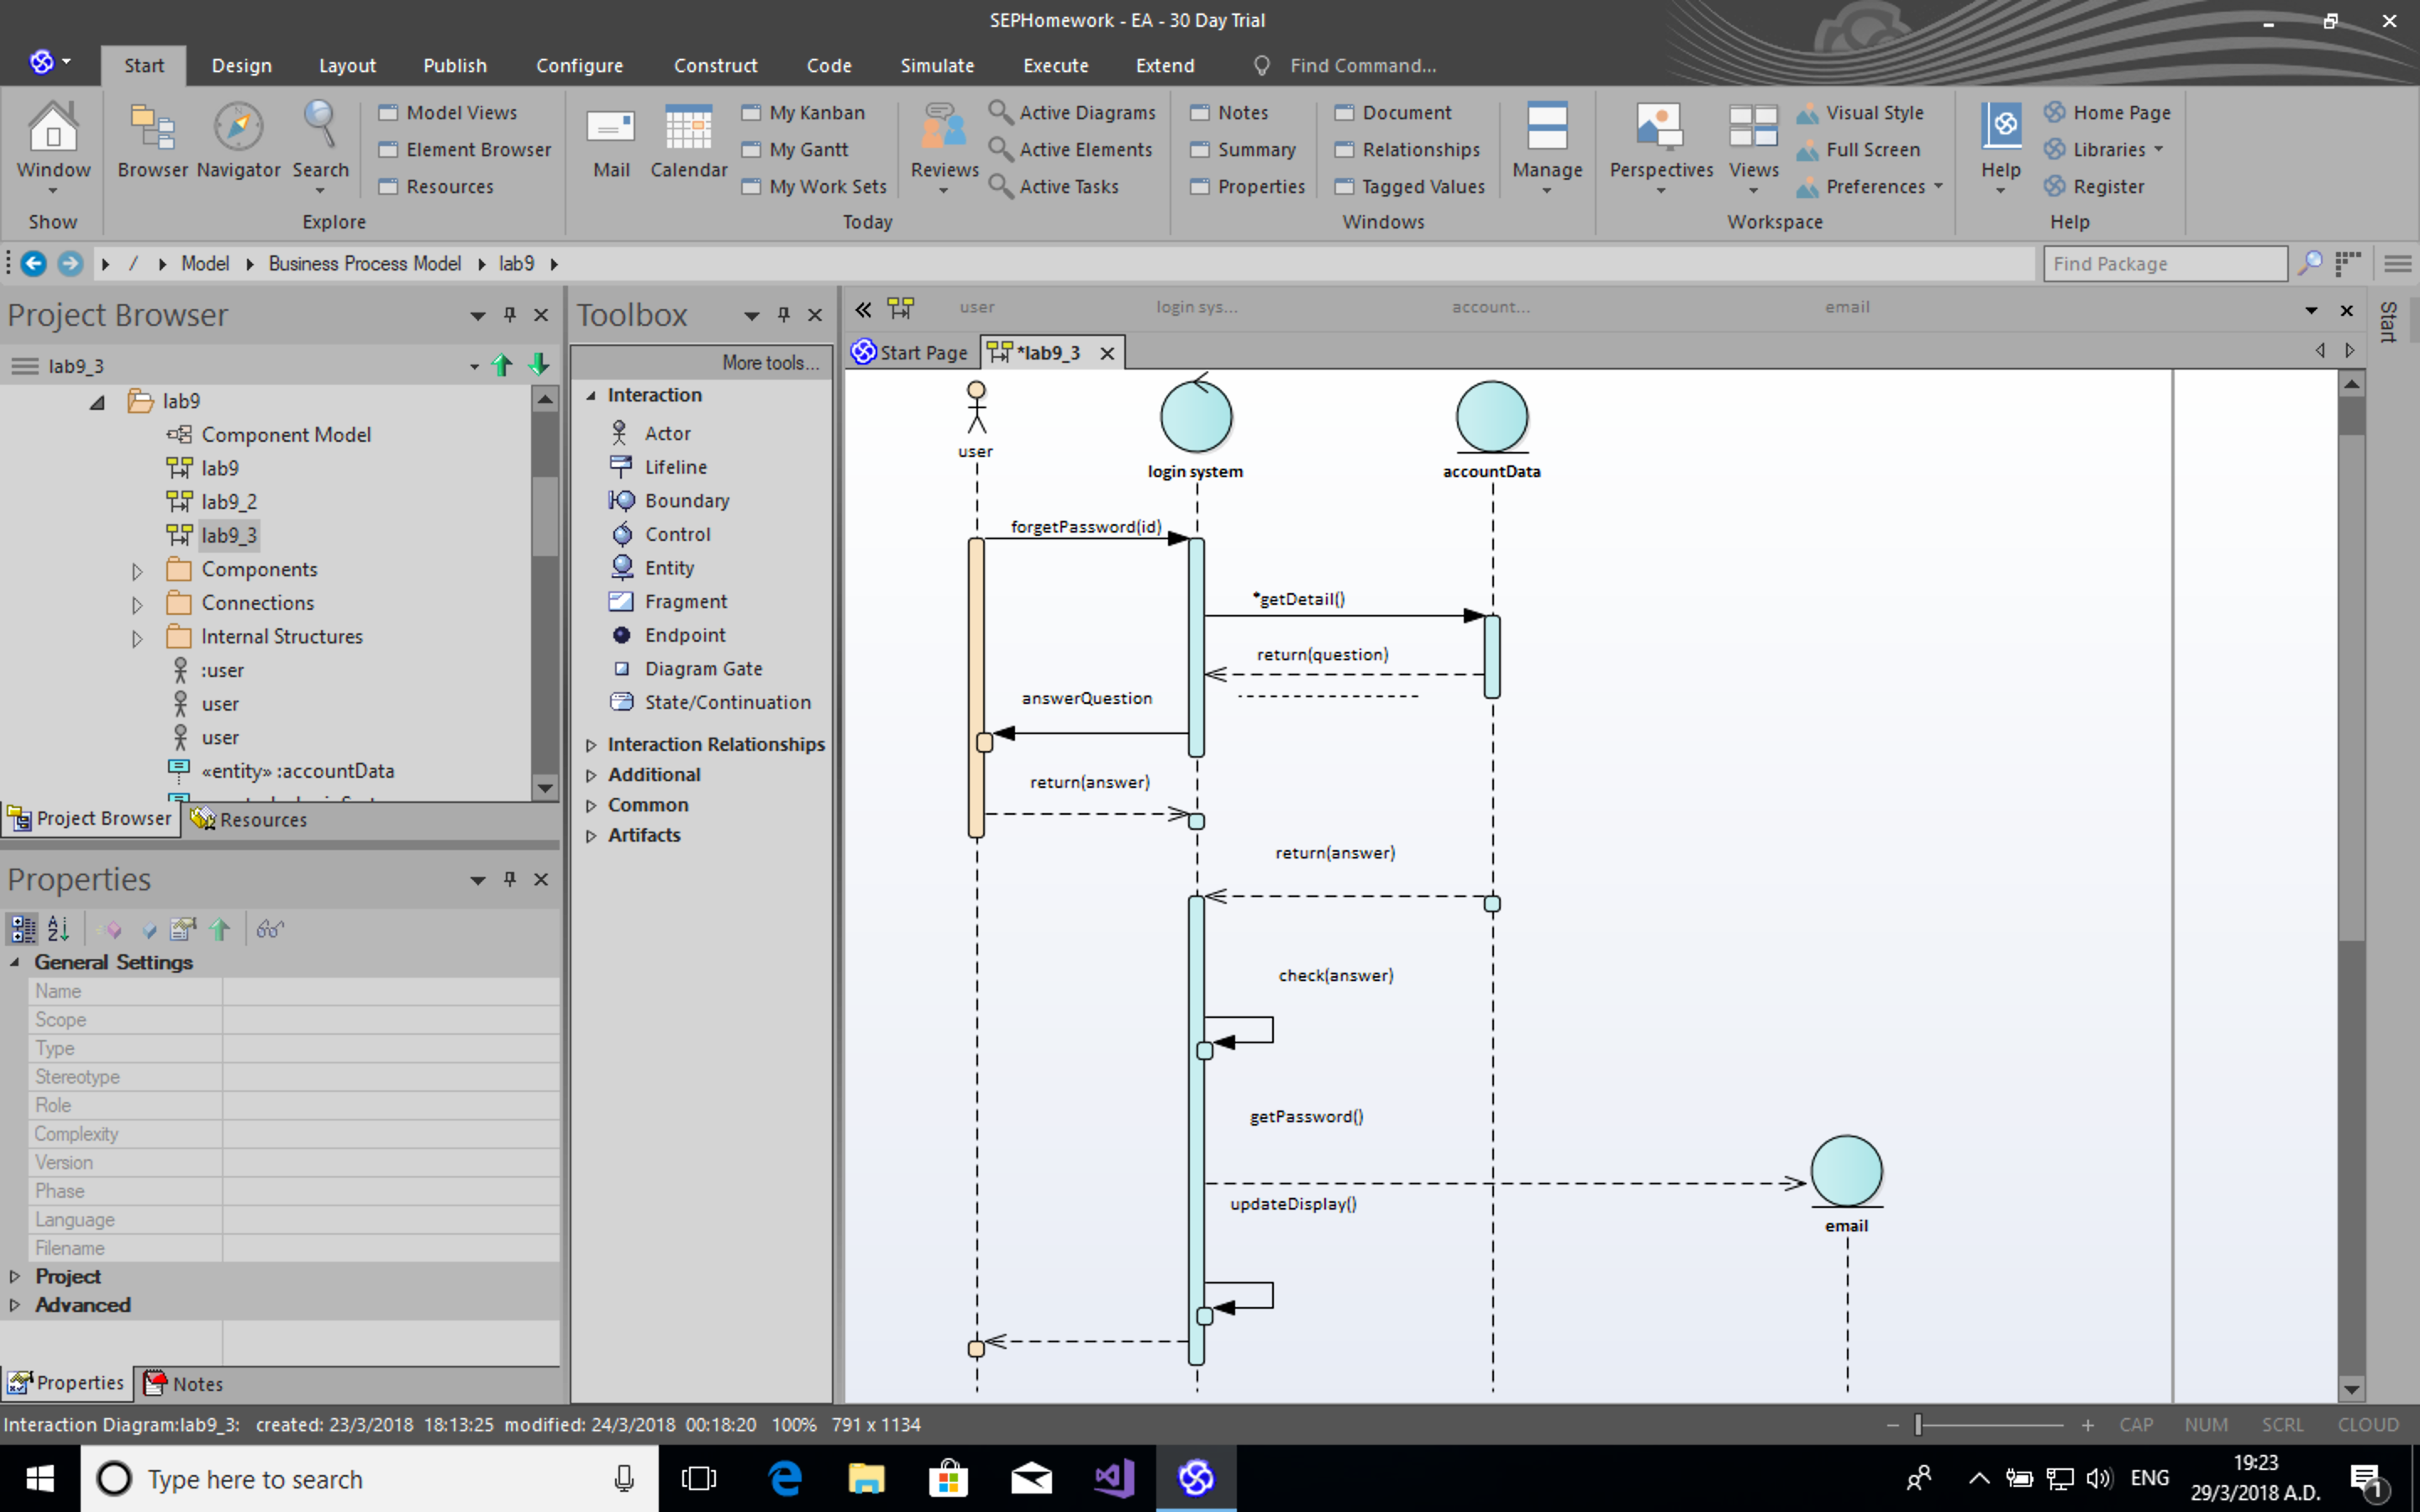 SEPHomework - EA - 30 Day Trial
Start Design Layout Publish Configure Construct Code Simulate Execute Extend Find Command...
Window
Show
Browser Navigator Search
Model Views
Element Browser
Resources
Explore
Mail Calendar
My Kanban
My Gantt
My Work Sets
Reviews
Active Diagrams
Active Elements
Active Tasks
Today
Notes
Summary
Properties
Document
Relationships
Tagged Values
Manage
Windows
Perspectives Views
Visual Style
Full Screen
Preferences
Workspace
Help
Home Page
Libraries
Register
Help
/ Model Business Process Model lab9
Find Package
Project Browser
lab9_3
lab9
Component Model
lab9
lab9_2
lab9_3
Components
Connections
Internal Structures
:user
user
user
«entity» :accountData
Project Browser Resources
Properties
General Settings
Name
Scope
Type
Stereotype
Role
Complexity
Version
Phase
Language
Filename
Project
Advanced
Properties Notes
Toolbox
More tools...
Interaction
Actor
Lifeline
Boundary
Control
Entity
Fragment
Endpoint
Diagram Gate
State/Continuation
Interaction Relationships
Additional
Common
Artifacts
user login sys... account... email
Start Page *lab9_3
Start
user
login system
accountData
forgetPassword(id)
*getDetail()
return(question)
answerQuestion
return(answer)
return(answer)
check(answer)
getPassword()
updateDisplay()
email
Interaction Diagram:lab9_3: created: 23/3/2018 18:13:25 modified: 24/3/2018 00:18:20 100% 791 x 1134
CAP NUM SCRL CLOUD
Type here to search
ENG
19:23
29/3/2018 A.D.
1